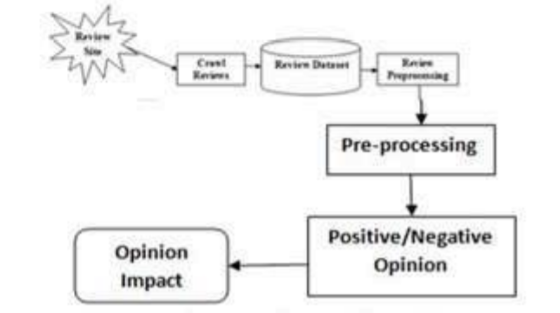 Review
Site
Crawl
Reviews
Review Dataset
Review
Preprocessing
Pre-processing
Positive/Negative
Opinion
Opinion
Impact